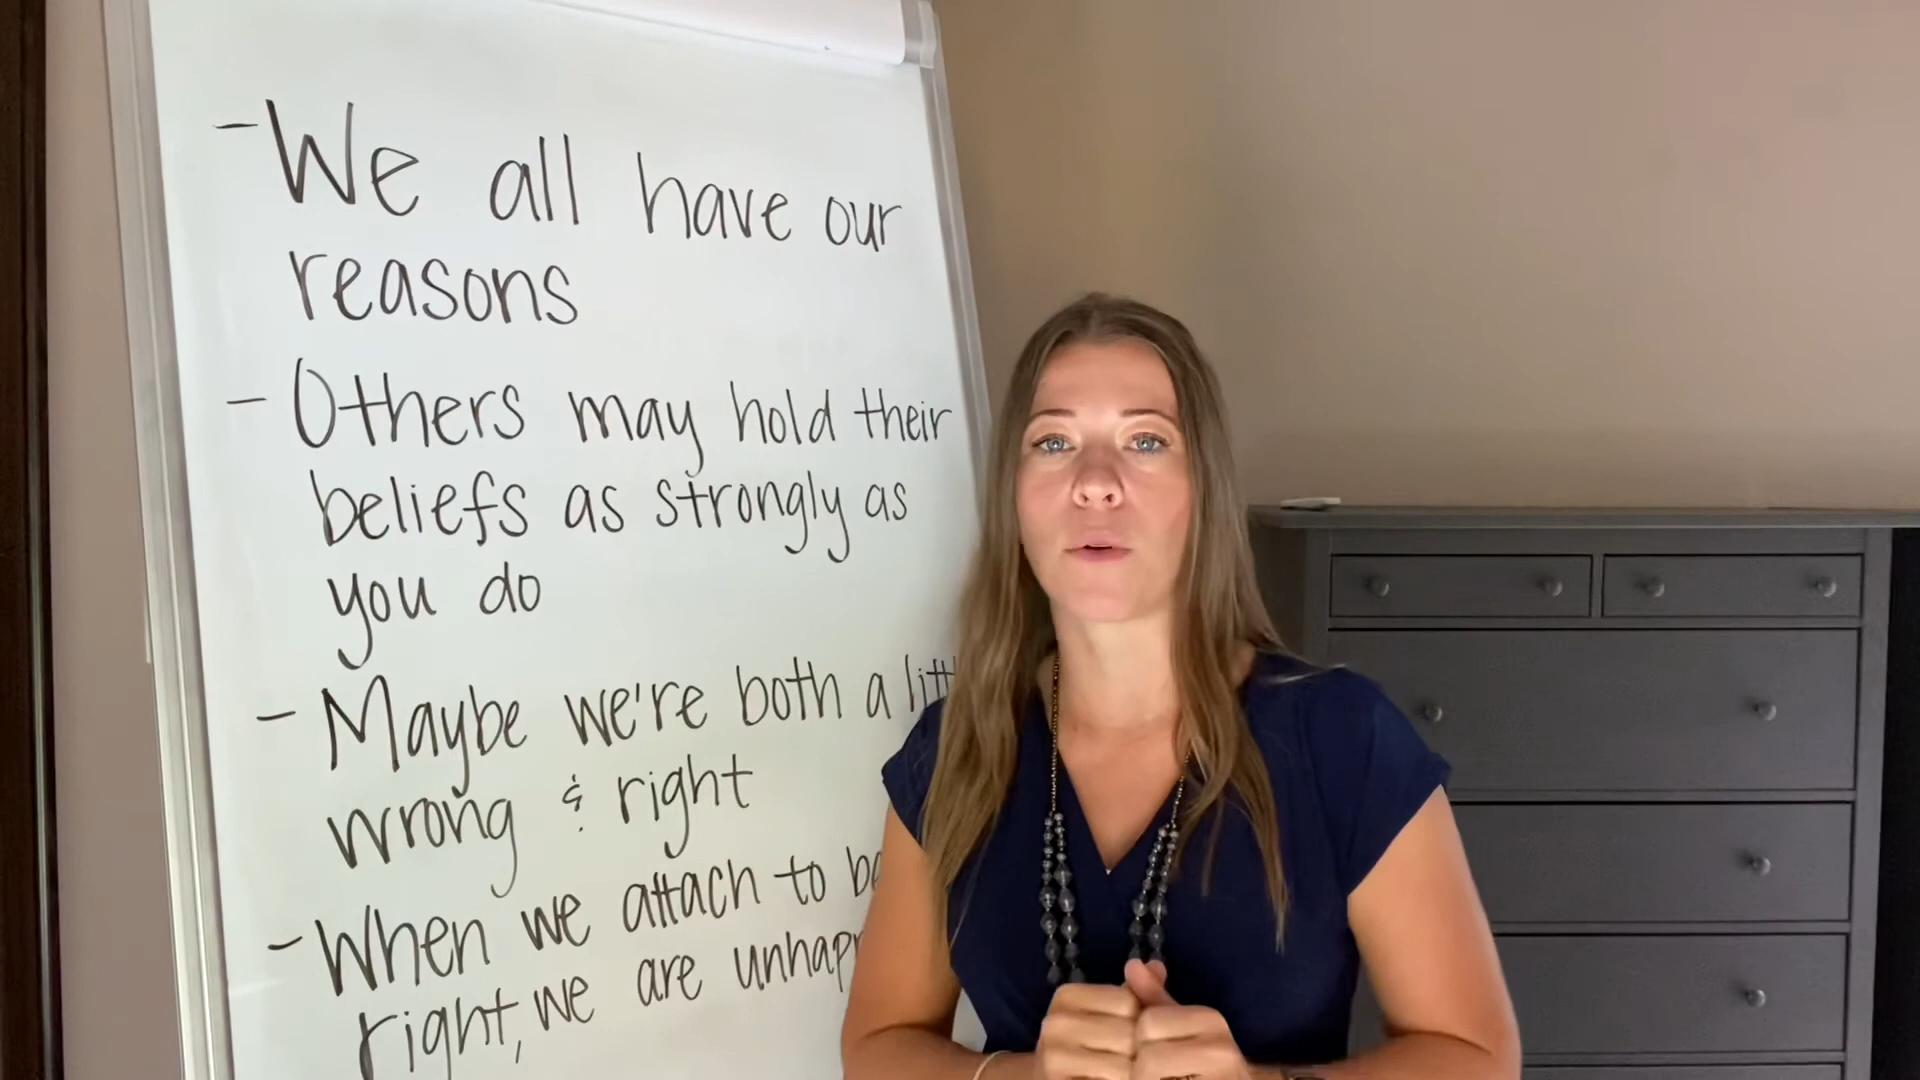 - We all have our
reasons
- Others may hold their
beliefs as strongly as
you do
- Maybe we're both a
wrong & right
- When we attach to
right, we are